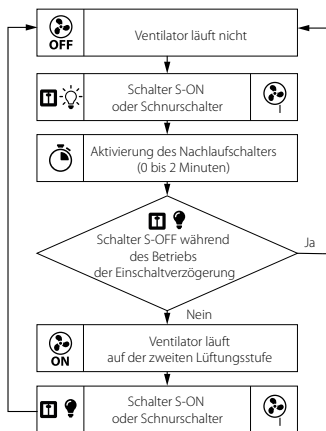 OFF
Ventilator läuft nicht
Schalter S-ON
oder Schnurschalter
I
Aktivierung des Nachlaufschalters
(0 bis 2 Minuten)
Schalter S-OFF während
des Betriebs
der Einschaltverzögerung
Ja
Nein
ON
Ventilator läuft
auf der zweiten Lüftungsstufe
Schalter S-ON
oder Schnurschalter
I